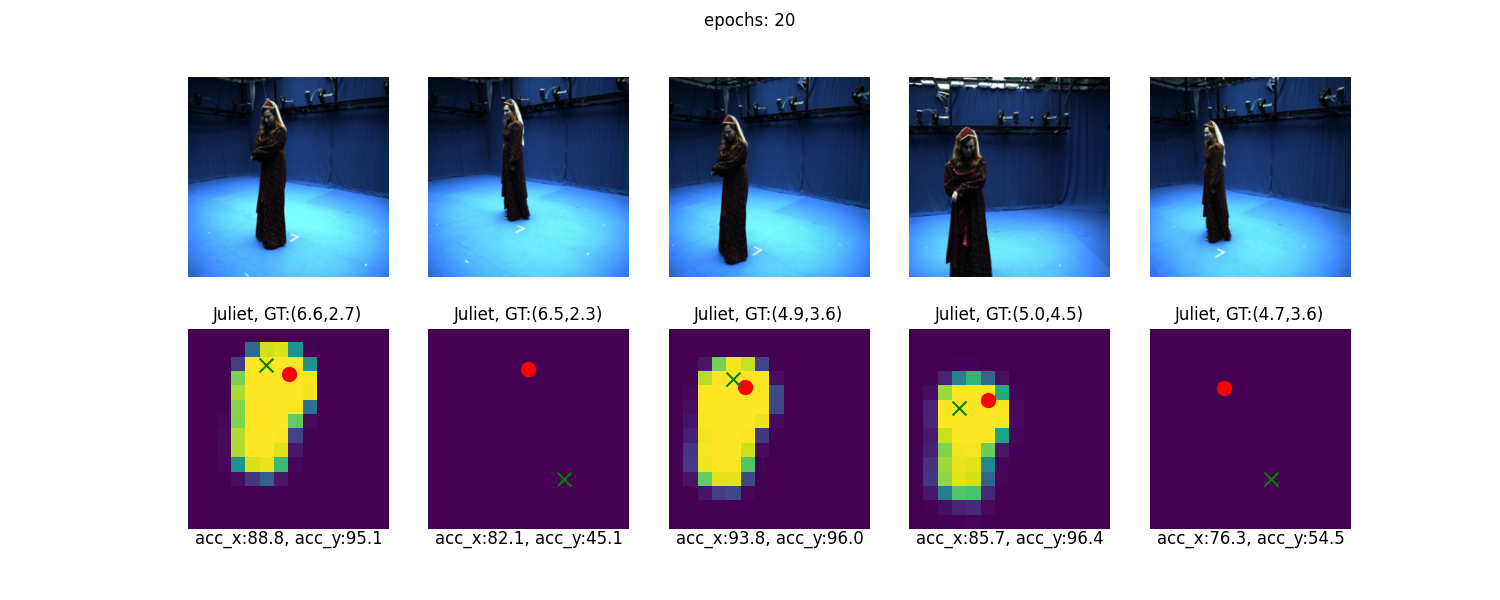 epochs: 20
Juliet, GT:(6.6,2.7)
Juliet, GT:(6.5,2.3)
Juliet, GT:(4.9,3.6)
Juliet, GT:(5.0,4.5)
Juliet, GT:(4.7,3.6)
acc_x:88.8, acc_y:95.1
acc_x:82.1, acc_y:45.1
acc_x:93.8, acc_y:96.0
acc_x:85.7, acc_y:96.4
acc_x:76.3, acc_y:54.5